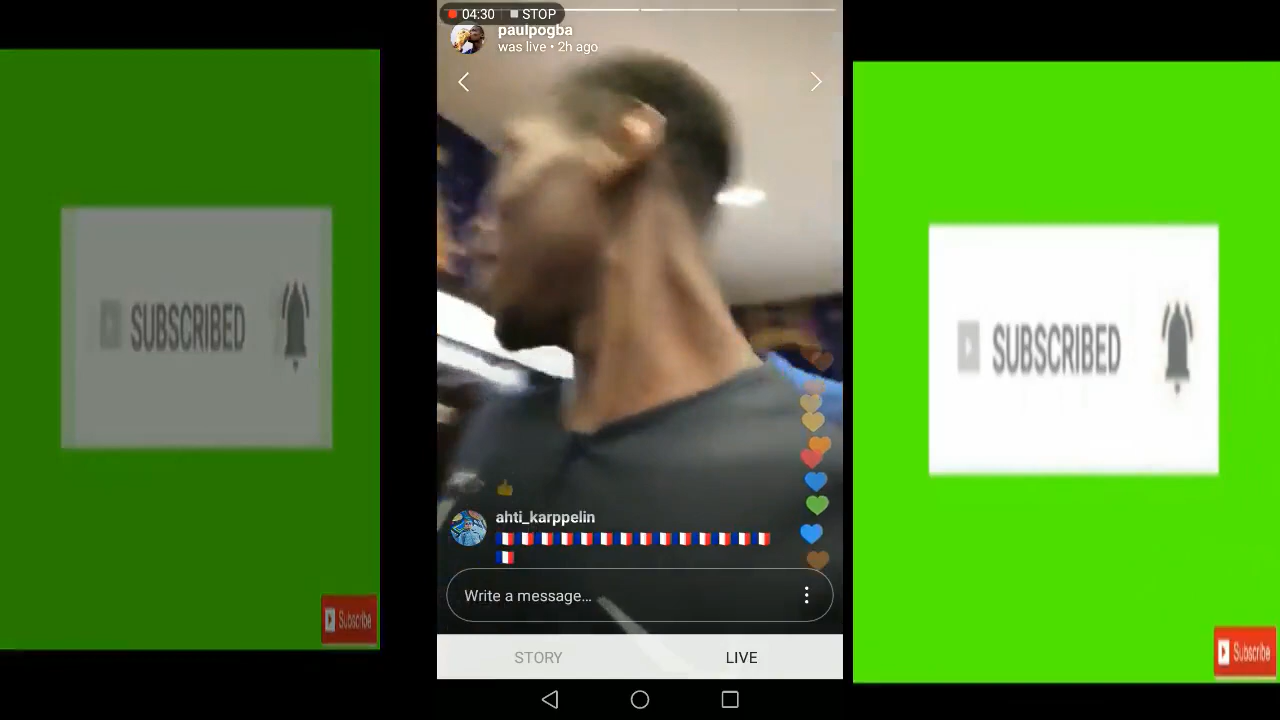 04:30 STOP
paulpogba
was live • 2h ago
SUBSCRIBED
SUBSCRIBED
ahti_karppelin
🇫🇷🇫🇷🇫🇷🇫🇷🇫🇷🇫🇷🇫🇷🇫🇷🇫🇷🇫🇷🇫🇷🇫🇷🇫🇷🇫🇷
🇫🇷
Write a message...
Subscribe
Subscribe
STORY LIVE